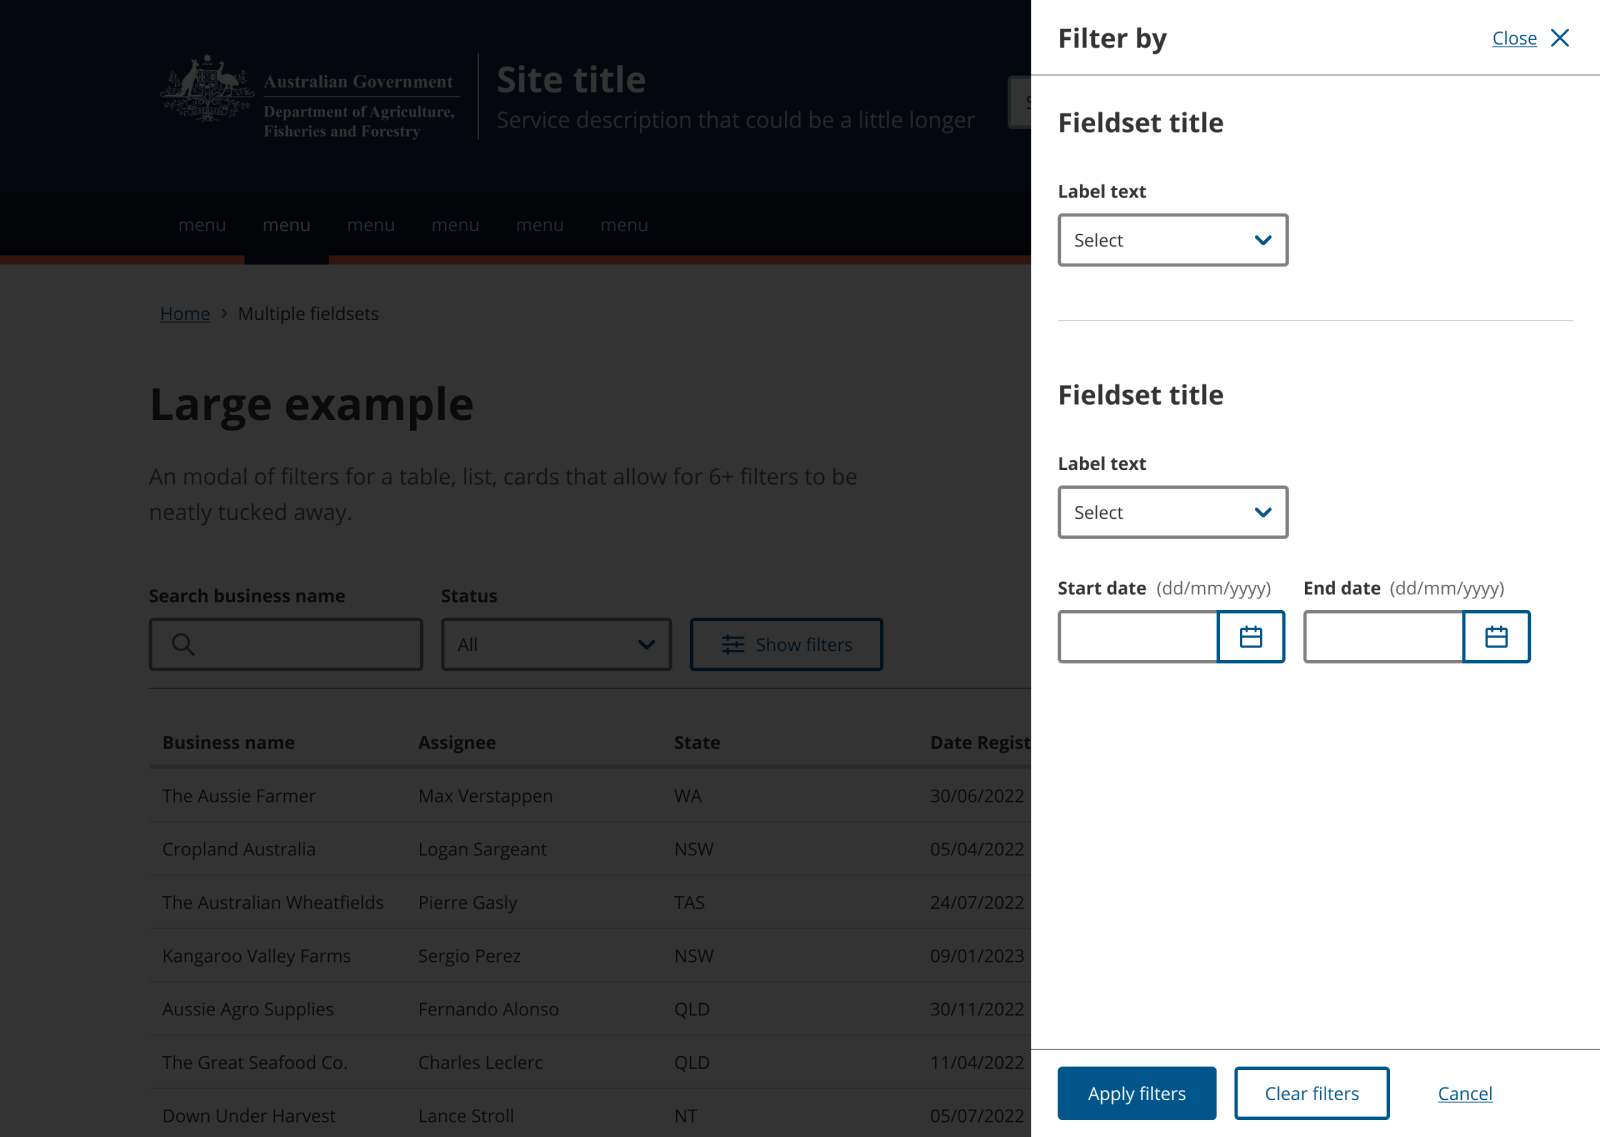 Australian Government
Department of Agriculture,
Fisheries and Forestry
Site title
Service description that could be a little longer
menu menu menu menu menu menu
Home > Multiple fieldsets
Large example
An modal of filters for a table, list, cards that allow for 6+ filters to be
neatly tucked away.
Search business name Status
All Show filters
Business name Assignee State Date Regist
The Aussie Farmer Max Verstappen WA 30/06/2022
Cropland Australia Logan Sargeant NSW 05/04/2022
The Australian Wheatfields Pierre Gasly TAS 24/07/2022
Kangaroo Valley Farms Sergio Perez NSW 09/01/2023
Aussie Agro Supplies Fernando Alonso QLD 30/11/2022
The Great Seafood Co. Charles Leclerc QLD 11/04/2022
Down Under Harvest Lance Stroll NT 05/07/2022
Filter by Close
Fieldset title
Label text
Select
Fieldset title
Label text
Select
Start date (dd/mm/yyyy) End date (dd/mm/yyyy)
Apply filters Clear filters Cancel